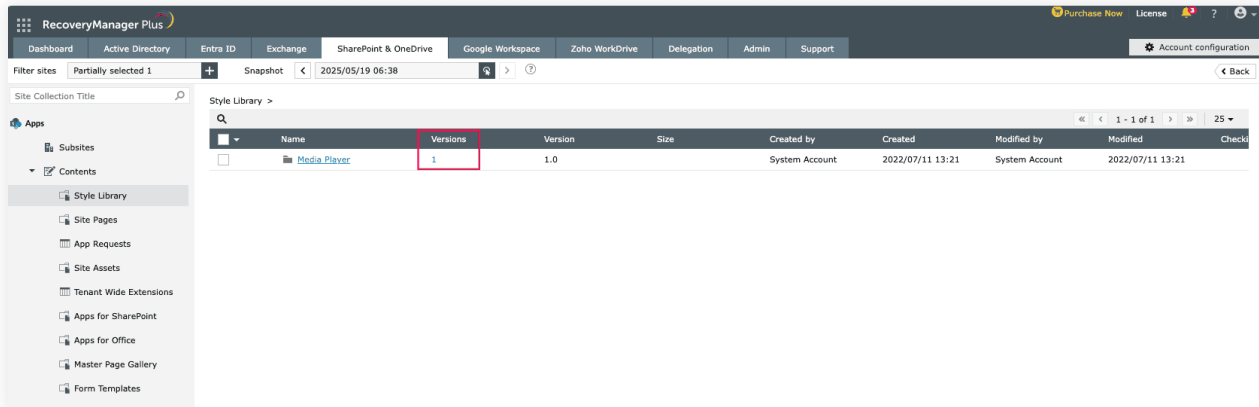 RecoveryManager Plus
Purchase Now License 3 ?
Dashboard Active Directory Entra ID Exchange SharePoint & OneDrive Google Workspace Zoho WorkDrive Delegation Admin Support Account configuration
Filter sites Partially selected 1 + Snapshot < 2025/05/19 06:38 > ? < Back
Site Collection Title
Style Library >
Apps
« < 1 - 1 of 1 > » 25
Name Versions Version Size Created by Created Modified by Modified Checki
Media Player 1 1.0 System Account 2022/07/11 13:21 System Account 2022/07/11 13:21
Subsites
Contents
Style Library
Site Pages
App Requests
Site Assets
Tenant Wide Extensions
Apps for SharePoint
Apps for Office
Master Page Gallery
Form Templates